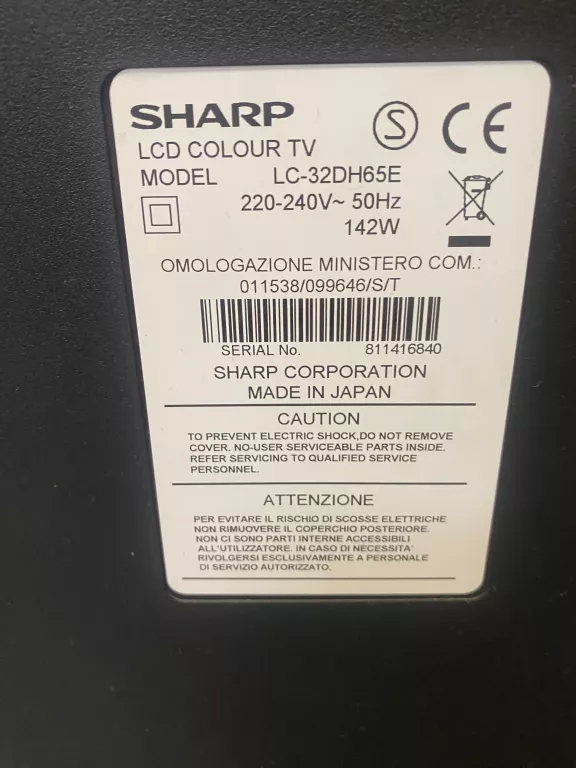 SHARP
S
CE
LCD COLOUR TV
MODEL LC-32DH65E
220-240V~ 50Hz
142W
OMOLOGAZIONE MINISTERO COM.:
011538/099646/S/T
SERIAL No. 811416840
SHARP CORPORATION
MADE IN JAPAN
CAUTION
TO PREVENT ELECTRIC SHOCK,DO NOT REMOVE
COVER. NO-USER SERVICEABLE PARTS INSIDE.
REFER SERVICING TO QUALIFIED SERVICE
PERSONNEL.
ATTENZIONE
PER EVITARE IL RISCHIO DI SCOSSE ELETTRICHE
NON RIMUOVERE IL COPERCHIO POSTERIORE.
NON CI SONO PARTI INTERNE ACCESSIBILI
ALL'UTILIZZATORE. IN CASO DI NECESSITA'
RIVOLGERSI ESCLUSIVAMENTE A PERSONALE
DI SERVIZIO AUTORIZZATO.